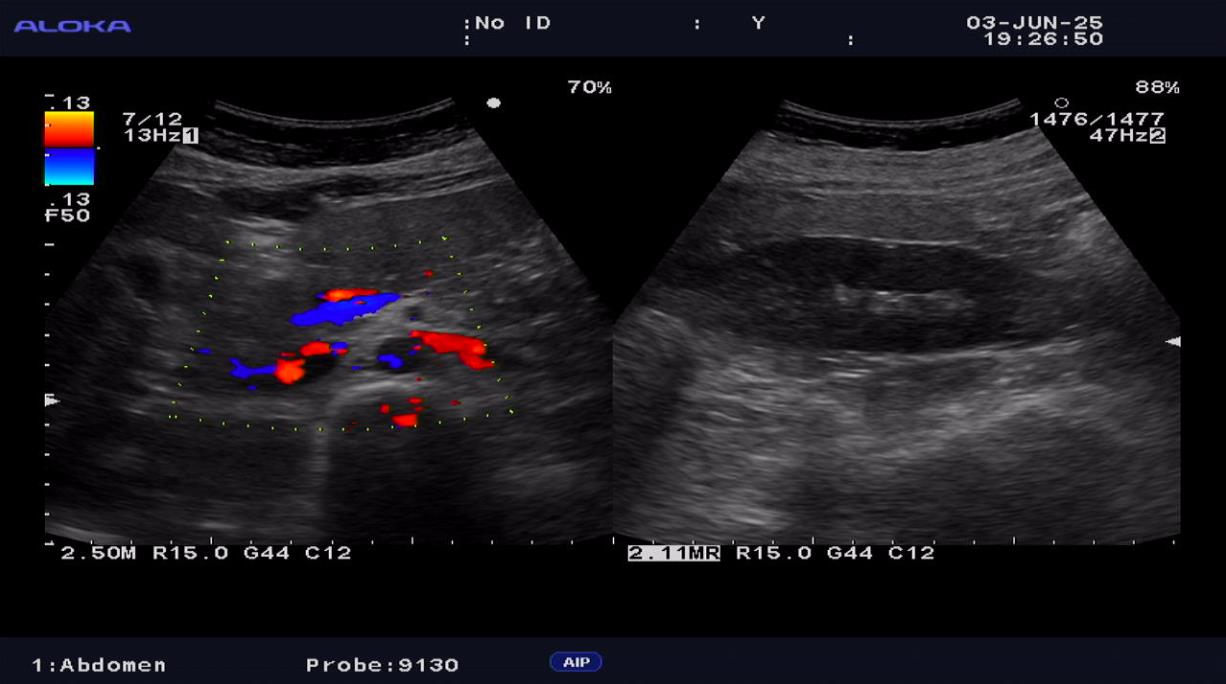 ALOKA
:No ID : Y 03-JUN-25
: : 19:26:50
70% 88%
.13
7/12
13Hz1
.13
F50
1476/1477
47Hz2
2.50M R15.0 G44 C12
2.11MR R15.0 G44 C12
1:Abdomen Probe:9130 AIP